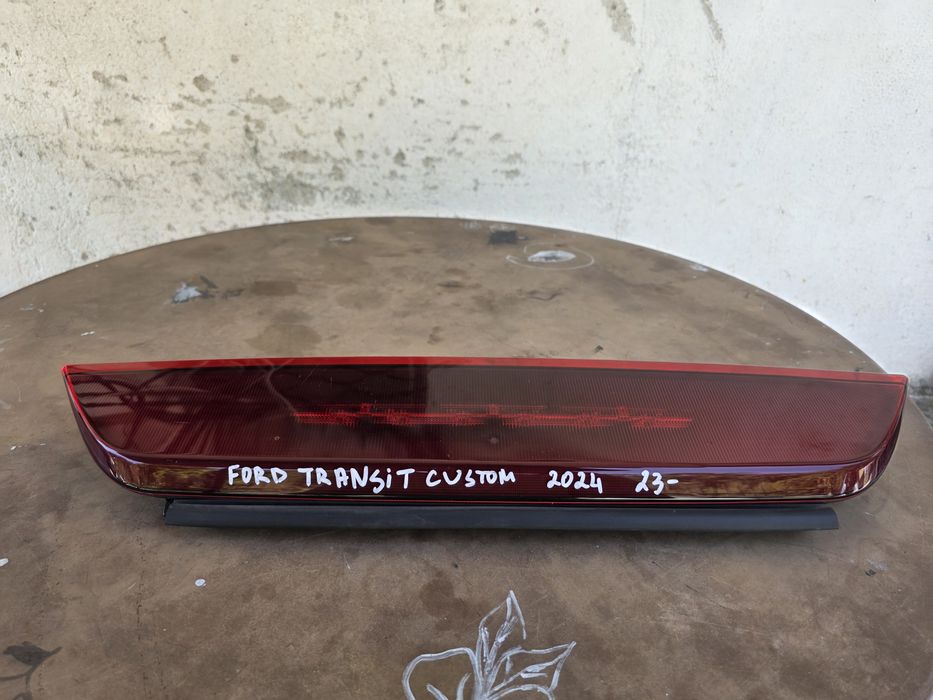 FORD TRANSiT CUSTOM 2024 23-